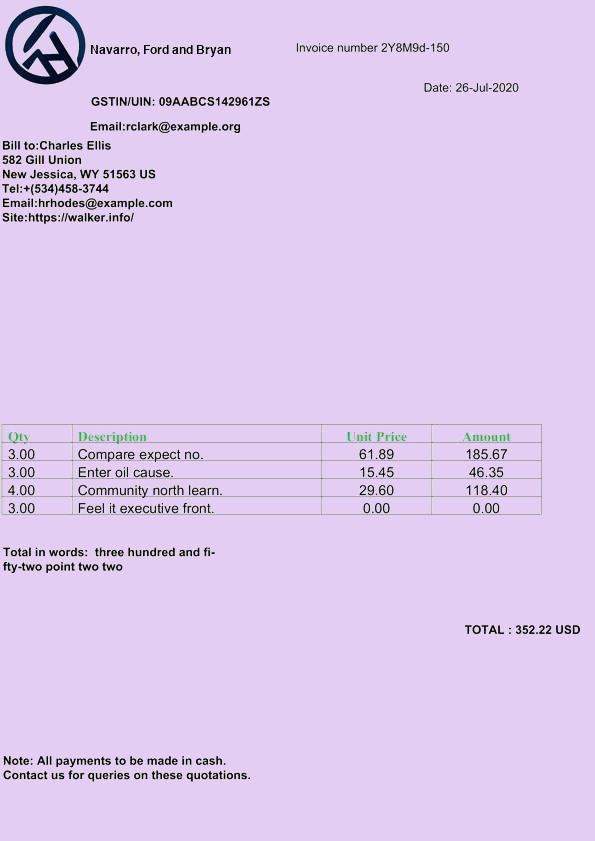 Navarro, Ford and Bryan
Invoice number 2Y8M9d-150
Date: 26-Jul-2020
GSTIN/UIN: 09AABCS142961ZS
Email:rclark@example.org
Bill to:Charles Ellis
582 Gill Union
New Jessica, WY 51563 US
Tel:+(534)458-3744
Email:hrhodes@example.com
Site:https://walker.info/
Qty Description Unit Price Amount
3.00 Compare expect no. 61.89 185.67
3.00 Enter oil cause. 15.45 46.35
4.00 Community north learn. 29.60 118.40
3.00 Feel it executive front. 0.00 0.00
Total in words:  three hundred and fi-
fty-two point two two
TOTAL : 352.22 USD
Note: All payments to be made in cash.
Contact us for queries on these quotations.